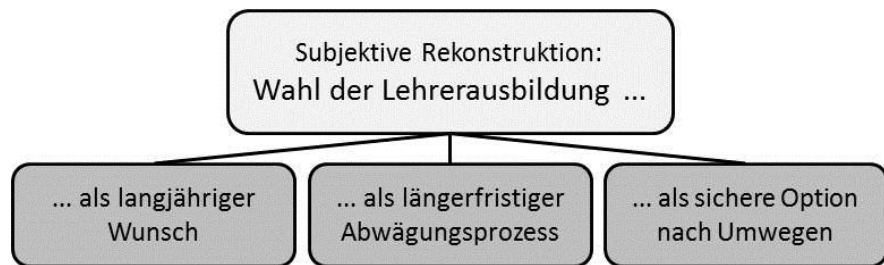 Subjektive Rekonstruktion:
Wahl der Lehrerausbildung ...
... als langjähriger
Wunsch
... als längerfristiger
Abwägungsprozess
... als sichere Option
nach Umwegen